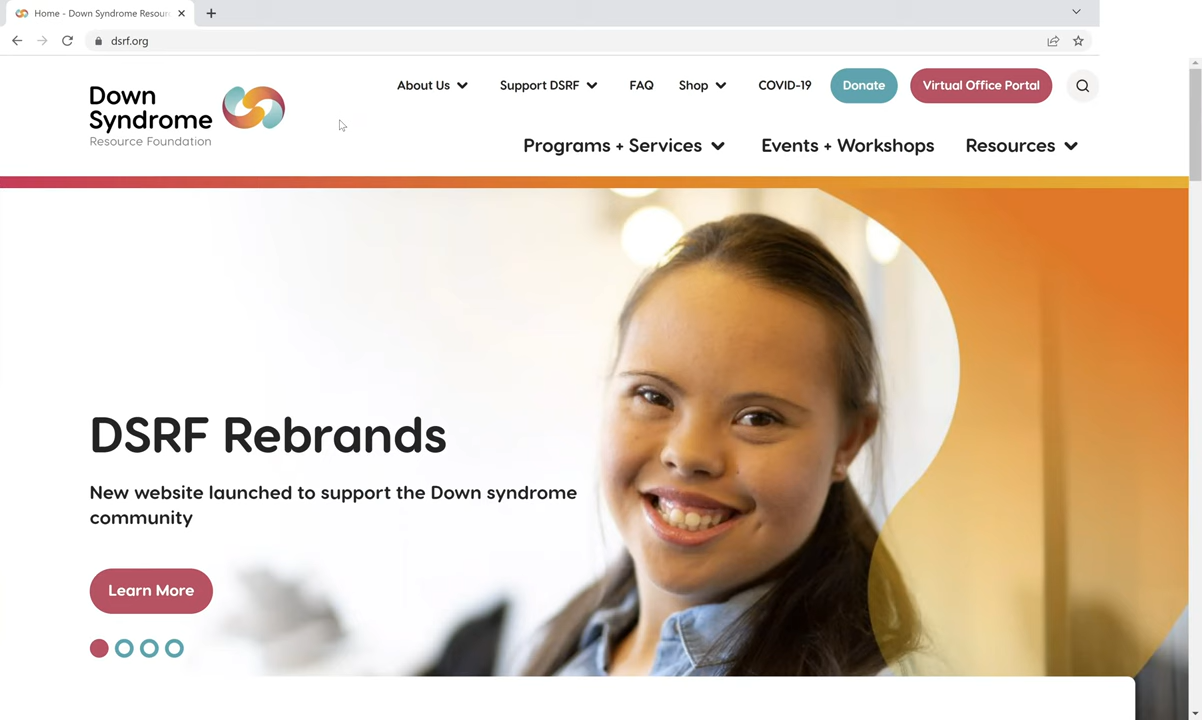 Home - Down Syndrome Resour
dsrf.org
About Us
Support DSRF
FAQ
Shop
COVID-19
Donate
Virtual Office Portal
Down
Syndrome
Resource Foundation
Programs + Services
Events + Workshops
Resources
DSRF Rebrands
New website launched to support the Down syndrome
community
Learn More